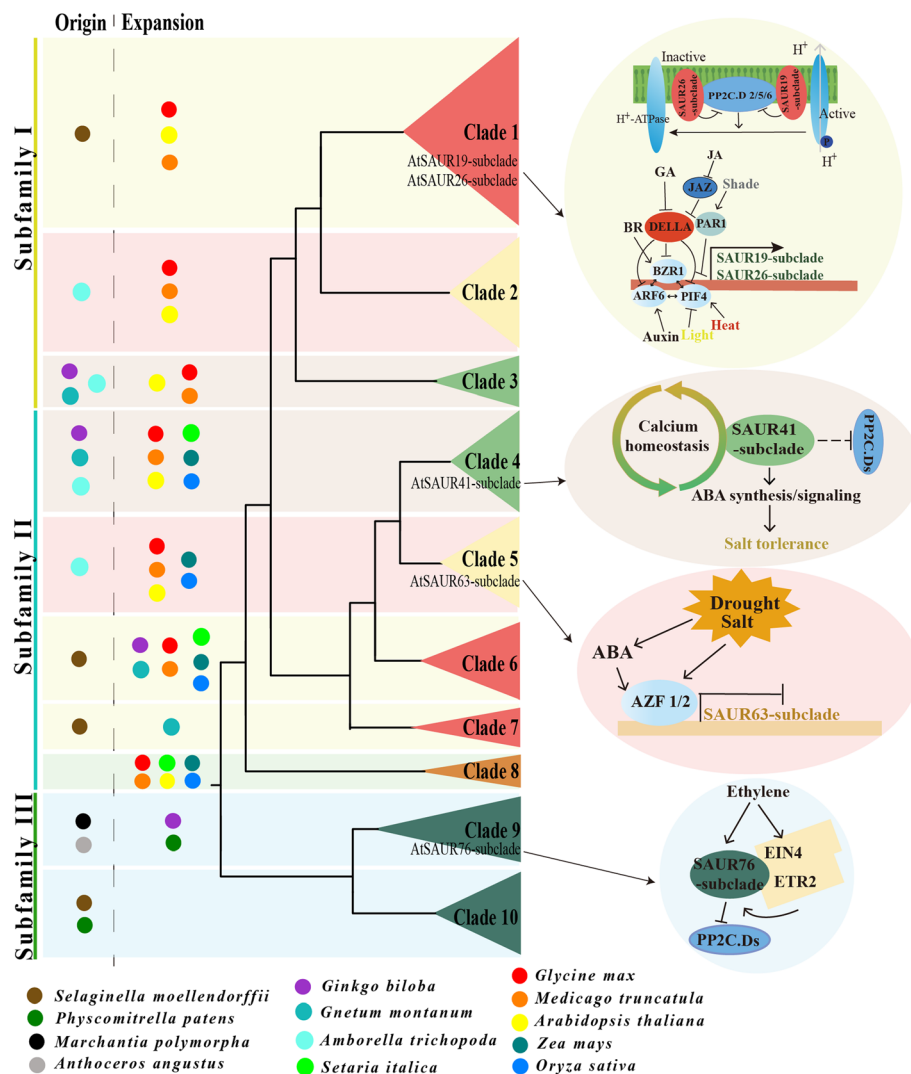 Origin
Expansion
Subfamily I
Subfamily II
Subfamily III
Clade 1
AtSAUR19-subclade
AtSAUR26-subclade
Clade 2
Clade 3
Clade 4
AtSAUR41-subclade
Clade 5
AtSAUR63-subclade
Clade 6
Clade 7
Clade 8
Clade 9
AtSAUR76-subclade
Clade 10
Inactive
H+
SAUR26
-subclade
PP2C.D 2/5/6
SAUR19
-subclade
H+-ATPase
Active
P
H+
JA
GA
JAZ
Shade
DELLA
PAR1
BR
BZR1
SAUR19-subclade
SAUR26-subclade
ARF6
PIF4
Auxin
Light
Heat
Calcium
homeostasis
SAUR41
-subclade
PP2C.Ds
ABA synthesis/signaling
Salt torlerance
Drought
Salt
ABA
AZF 1/2
SAUR63-subclade
Ethylene
SAUR76
-subclade
EIN4
ETR2
PP2C.Ds
Selaginella moellendorffii
Physcomitrella patens
Marchantia polymorpha
Anthoceros angustus
Ginkgo biloba
Gnetum montanum
Amborella trichopoda
Setaria italica
Glycine max
Medicago truncatula
Arabidopsis thaliana
Zea mays
Oryza sativa